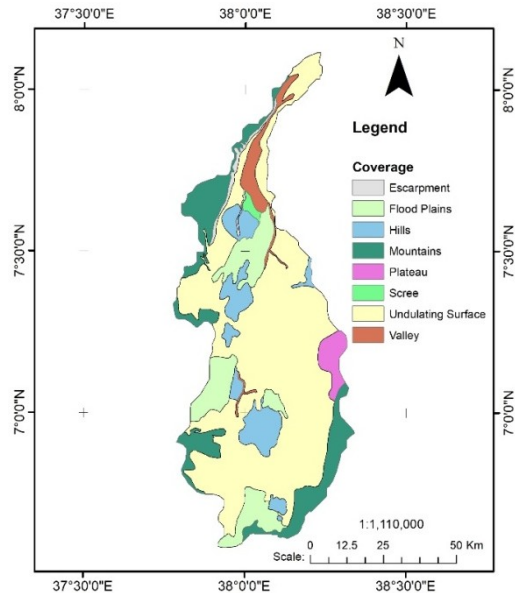 37°30'0"E 38°0'0"E 38°30'0"E
N
8°0'0"N 8°0'0"N
Legend
Coverage
Escarpment
Flood Plains
Hills
Mountains
Plateau
Scree
Undulating Surface
Valley
7°30'0"N 7°30'0"N
7°0'0"N 7°0'0"N
1:1,110,000
Scale: 0 12.5 25 50 Km
37°30'0"E 38°0'0"E 38°30'0"E